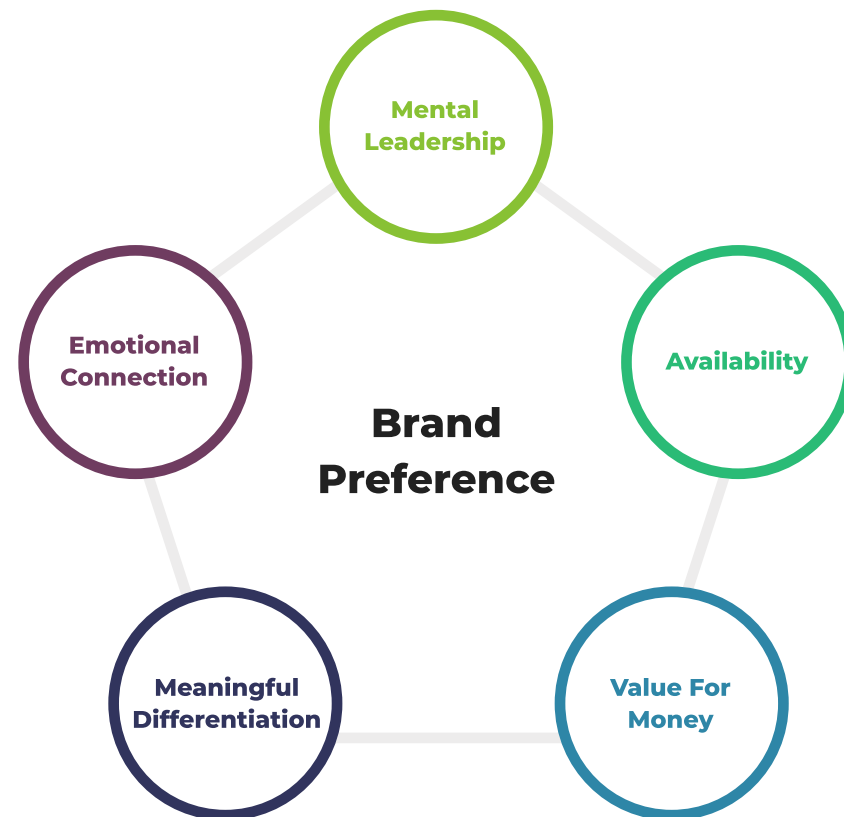 Mental
Leadership
Emotional
Connection
Availability
Brand
Preference
Meaningful
Differentiation
Value For
Money